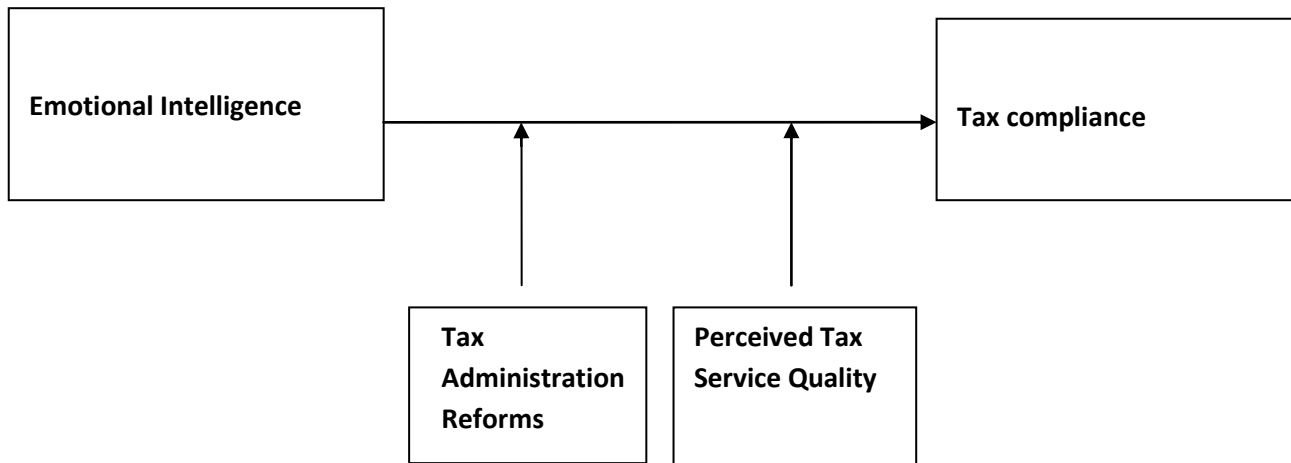 Emotional Intelligence
Tax compliance
Tax
Administration
Reforms
Perceived Tax
Service Quality